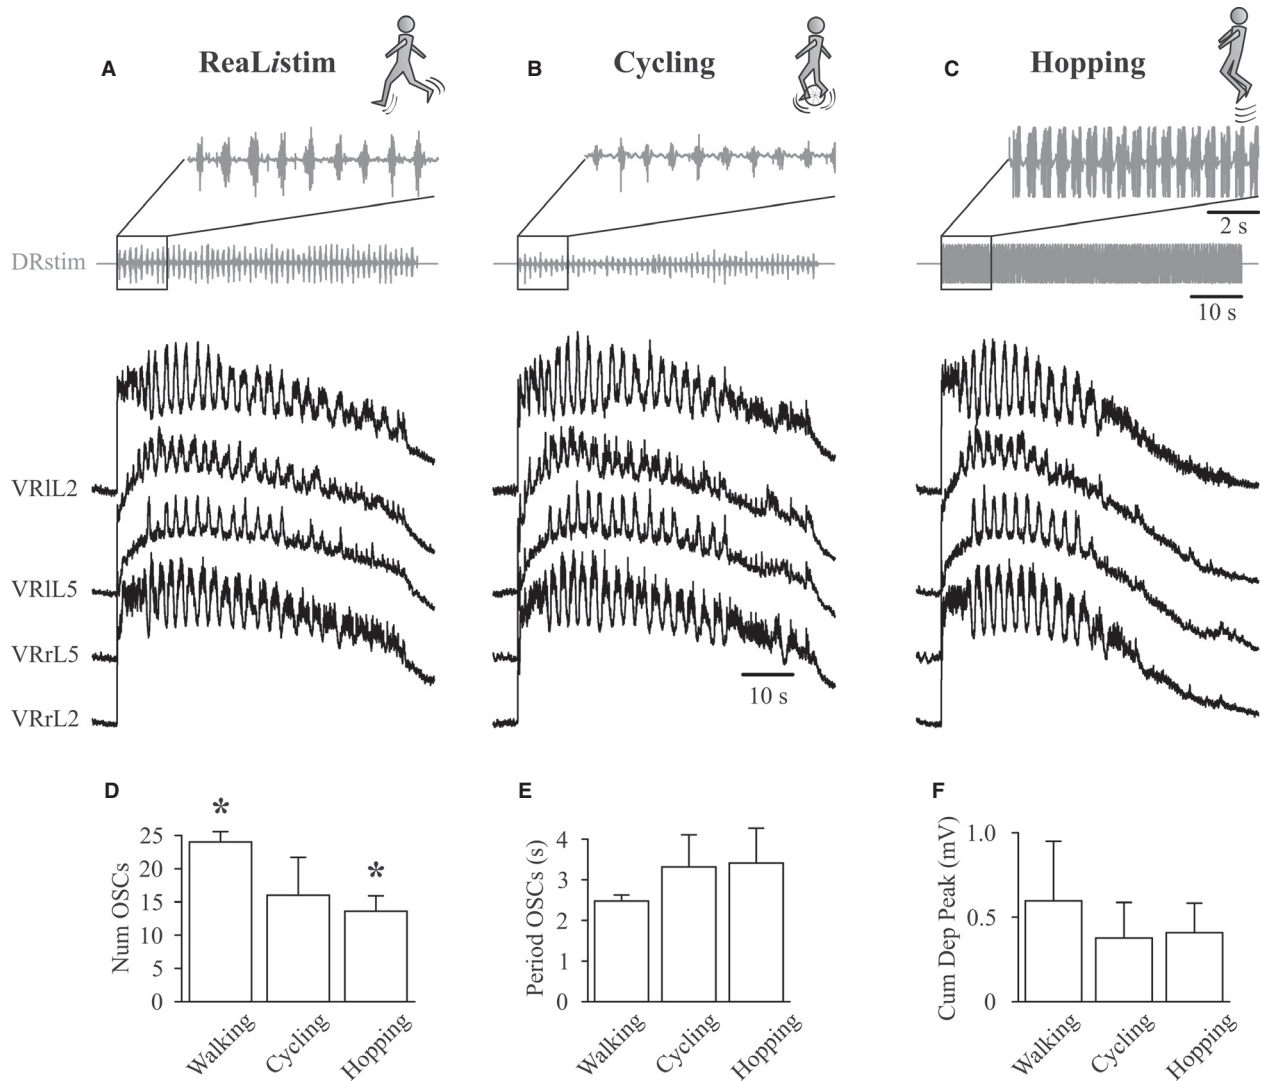 A ReaListim B Cycling C Hopping
2 s
DRstim
10 s
VRlL2
VRlL5
VRrL5
10 s
VRrL2
D E F
* *
Num OSCs
25
20
15
10
5
0
Walking Cycling Hopping
Period OSCs (s)
4
3
2
1
0
Walking Cycling Hopping
Cum Dep Peak (mV)
1.0
0.5
0
Walking Cycling Hopping